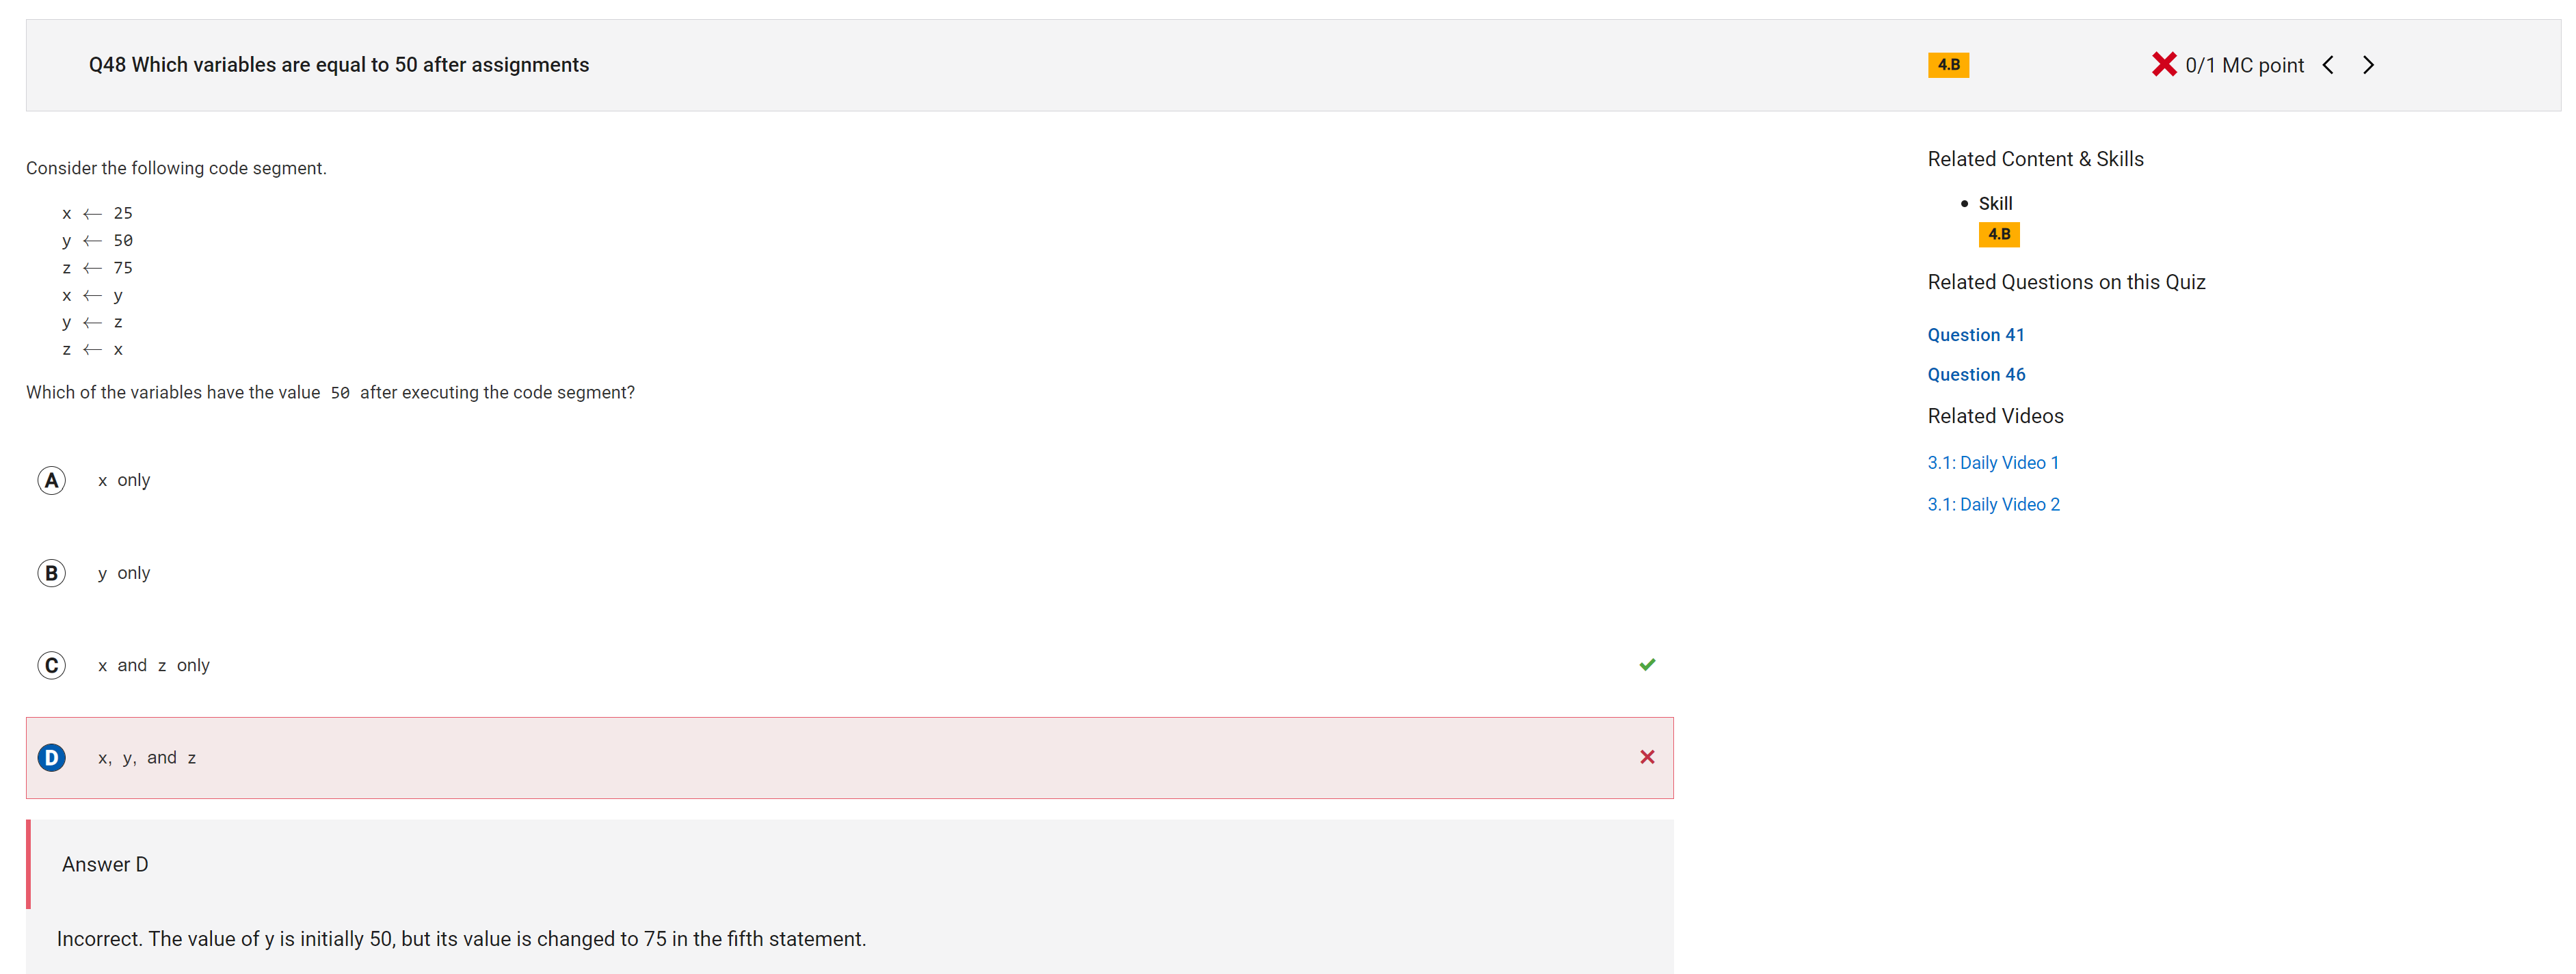 Q48 Which variables are equal to 50 after assignments
4.B
0/1 MC point
Consider the following code segment.
x ← 25
y ← 50
z ← 75
x ← y
y ← z
z ← x
Which of the variables have the value 50 after executing the code segment?
A x only
B y only
C x and z only
D x, y, and z
Answer D
Incorrect. The value of y is initially 50, but its value is changed to 75 in the fifth statement.
Related Content & Skills
• Skill
4.B
Related Questions on this Quiz
Question 41
Question 46
Related Videos
3.1: Daily Video 1
3.1: Daily Video 2